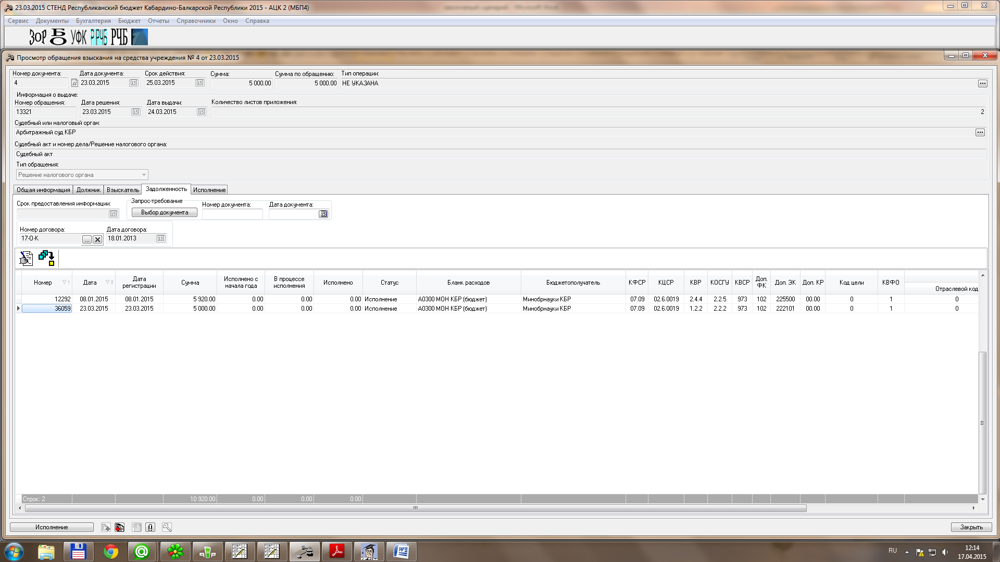 23.03.2015 СТЕНД Республиканский бюджет Кабардино-Балкарской Республики 2015 - АЦК 2 (МБП4)
Сервис Документы Бухгалтерия Бюджет Отчеты Справочники Окно Справка
ЗОР БО УФК РРЧБ РЧБ
Просмотр обращения взыскания на средства учреждения № 4 от 23.03.2015
Номер документа: Дата документа: Срок действия: Сумма: Сумма по обращению: Тип операции:
4 23.03.2015 25.03.2015 5 000.00 5 000.00 НЕ УКАЗАНА
Информация о выдаче:
Номер обращения: Дата решения: Дата выдачи: Количество листов приложения:
13321 23.03.2015 24.03.2015 2
Судебный или налоговый орган:
Арбитражный суд КБР
Судебный акт и номер дела/Решение налогового органа:
Судебный акт
Тип обращения:
Решение налогового органа
Общая информация Должник Взыскатель Задолженность Исполнение
Срок предоставления информации: Запрос-требование Номер документа: Дата документа:
Выбор документа
Номер договора: Дата договора:
17-0-К 18.01.2013
Номер 1 Дата 2 Дата регистрации Сумма Исполнено с начала года В процессе исполнения Исполнено Статус Бланк расходов Бюджетополучатель КФСР КЦСР КВР КОСГУ КВСР Доп. ФК Доп. ЭК Доп. КР Код цели КВФО Отраслевой код
12292 08.01.2015 08.01.2015 5 920.00 0.00 0.00 0.00 Исполнение А0300 МОН КБР (бюджет) Минобрнауки КБР 07.09 02.6.0019 2.4.4 2.2.5 973 102 225500 00.00 0 1 0
36059 23.03.2015 23.03.2015 5 000.00 0.00 0.00 0.00 Исполнение А0300 МОН КБР (бюджет) Минобрнауки КБР 07.09 02.6.0019 1.2.2 2.2.2 973 102 222101 00.00 0 1 0
Строк: 2 10 920.00 0.00 0.00 0.00
Исполнение Закрыть
RU 12:14
17.04.2015